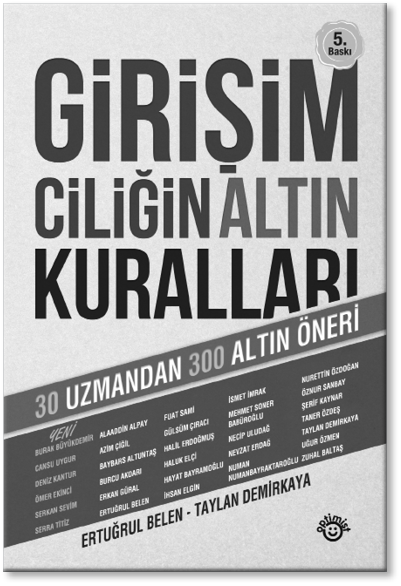 5.
Baskı
GİRİŞİM
CİLİĞİN ALTIN
KURALLARI
30 UZMANDAN 300 ALTIN ÖNERİ
YENİ
BURAK BÜYÜKDEMİR
CANSU UYGUR
DENİZ KANTUR
ÖMER EKİNCİ
SERKAN SEVİM
SERRA TİTİZ
ALAADDİN ALPAY
AZİM ÇİĞİL
BAYBAHS ALTUNTAŞ
BURCU AKDARI
ERKAN GÜRAL
ERTUĞRUL BELEN
FUAT SAMİ
GÜLSÜM ÇIRACI
HALİL ERDOĞMUŞ
HALUK ELÇİ
HAYAT BAYRAMOĞLU
İHSAN ELGİN
İSMET İMRAK
MEHMET SONER
BABÜROĞLU
NECİP ULUDAĞ
NEVZAT ERDAĞ
NUMAN
NUMANBAYRAKTAROĞLU
NURETTİN ÖZDOĞAN
ÖZNUR SANBAY
ŞERİF KAYNAR
TANER ÖZDEŞ
TAYLAN DEMİRKAYA
UĞUR ÖZMEN
ZUHAL BALTAŞ
ERTUĞRUL BELEN - TAYLAN DEMİRKAYA
optimist